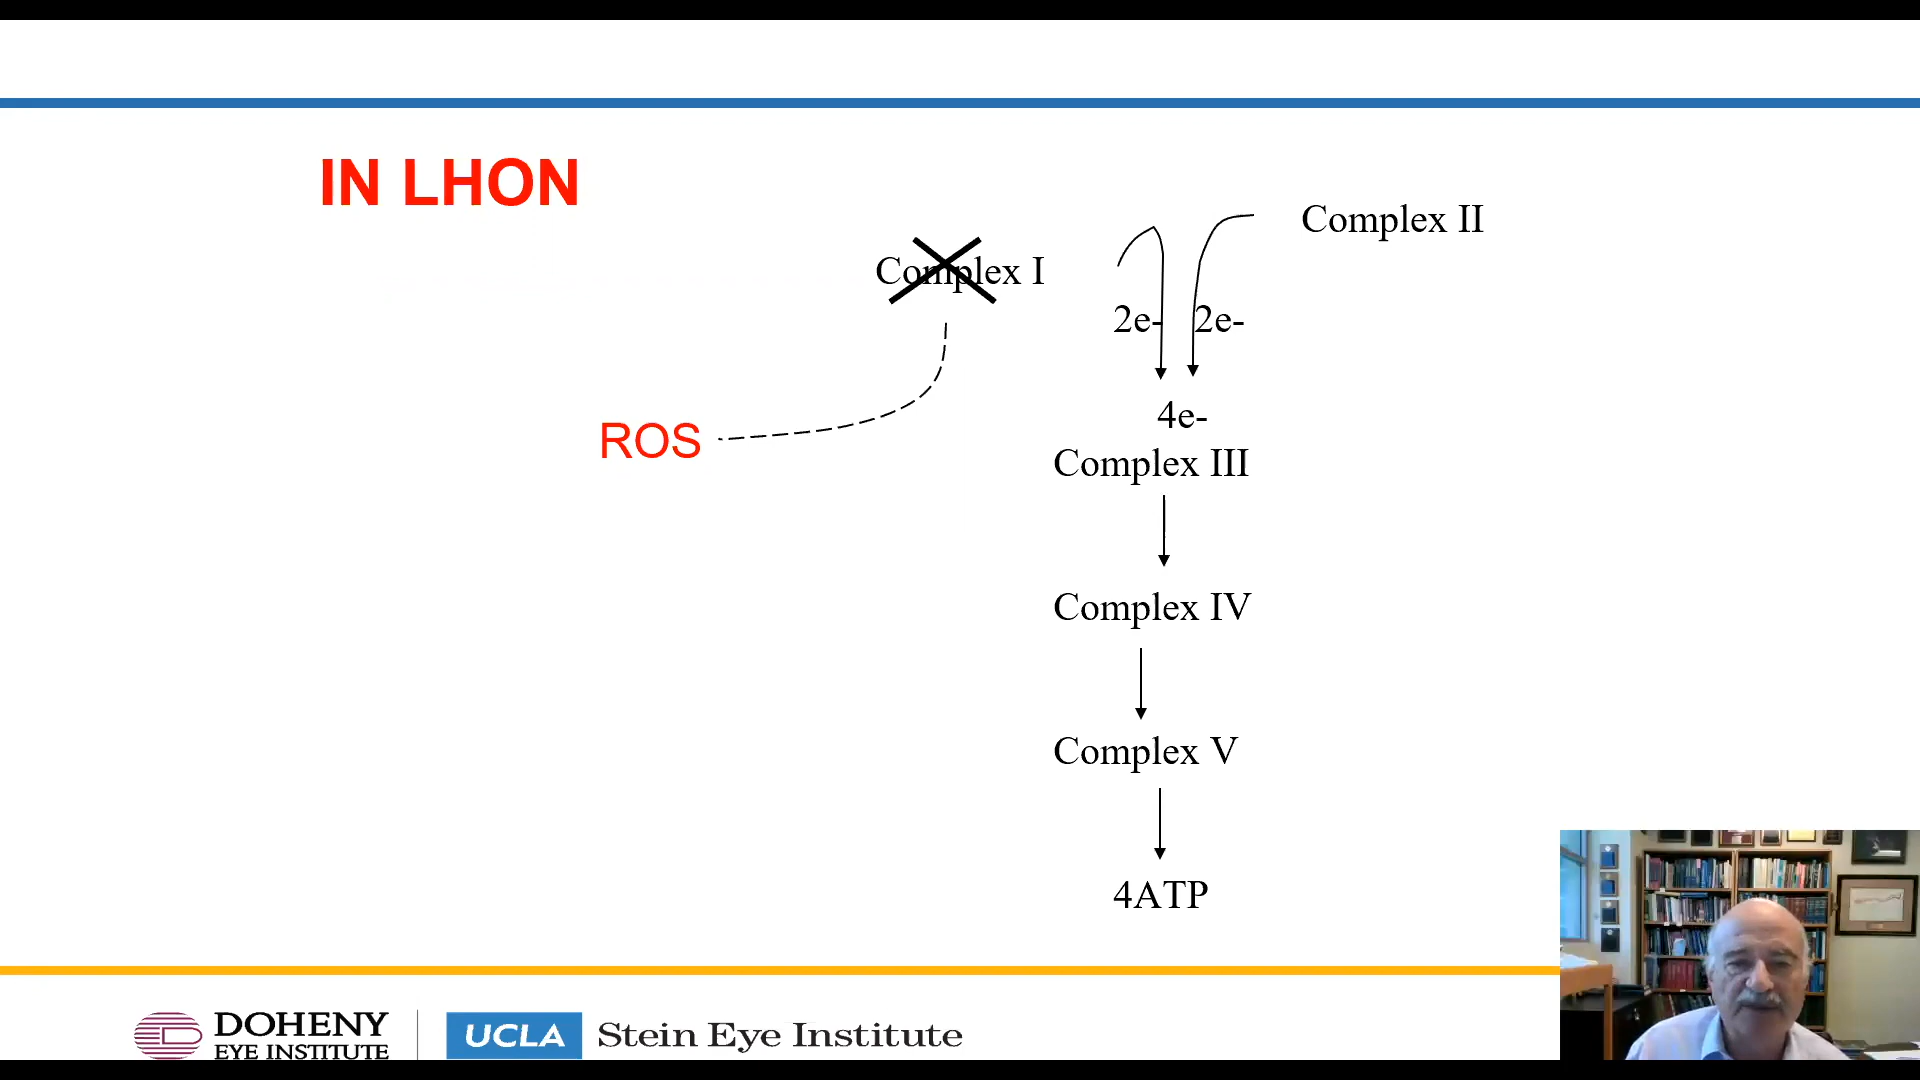 IN LHON
Complex II
Complex I
2e- 2e-
4e-
ROS
Complex III
Complex IV
Complex V
4ATP
DOHENY
EYE INSTITUTE
UCLA Stein Eye Institute